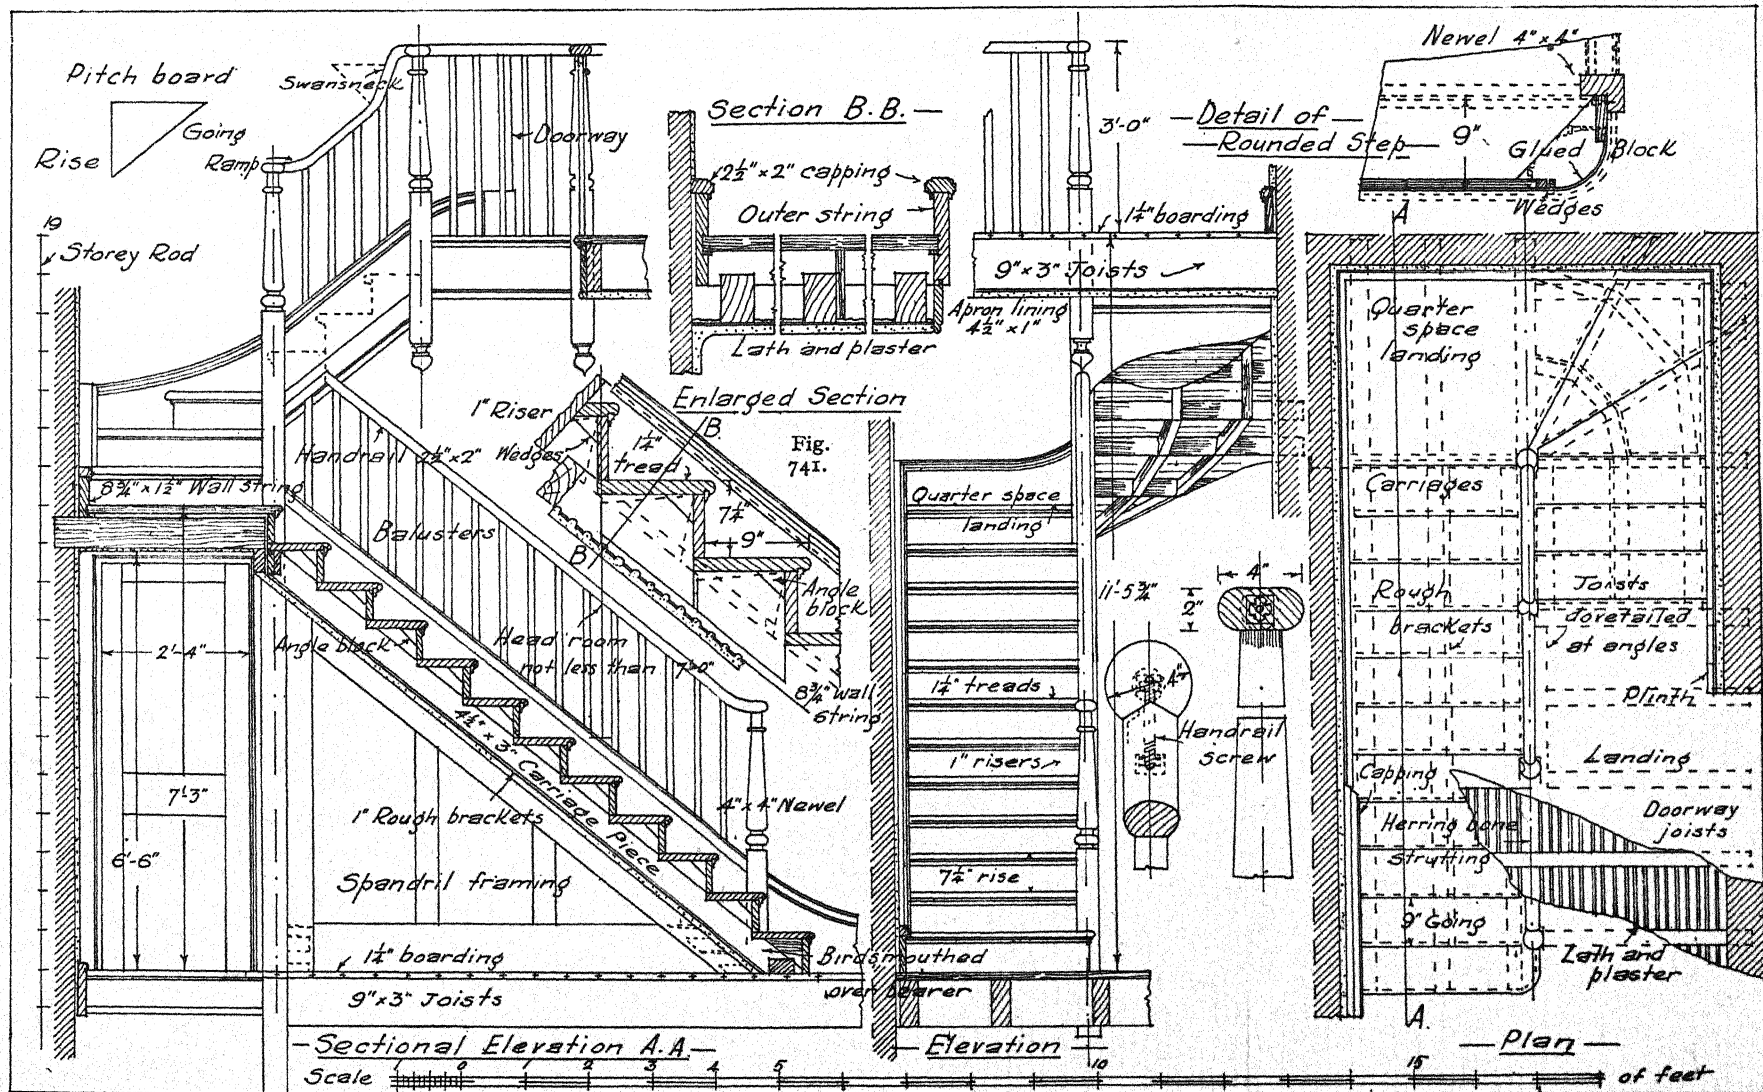 Pitch board
Going
Rise
Swansneck
Ramp
Doorway
19
Storey Rod
Section B.B.
2½" × 2" capping
Outer string
Apron lining
4½" × 1"
Lath and plaster
3'-0"
1¼" boarding
9" × 3" Joists
Detail of
Rounded Step
Newel 4" × 4"
9"
Glued Block
Wedges
A
Enlarged Section
Fig.
741.
1" Riser
Wedges
1¼"
tread
B.
7¼"
9"
B
Angle
block
8¾" wall
string
Handrail 2½" × 2"
8¾" × 1½" Wall string
Balusters
Head room
not less than 7'-0"
Angle block
2'-4"
7'3"
6'-6"
4½" × 3" Carriage Piece
1" Rough brackets
4" × 4" Newel
Spandril framing
1¼" boarding
Birdsmouthed
over bearer
9" × 3" Joists
Sectional Elevation A.A
Quarter space
landing
1¼" treads
1" risers
7¼" rise
11'-5¾"
4"
2"
4"
Handrail
screw
Elevation
Quarter
space
landing
Carriages
Rough
brackets
Joists
dovetailed
at angles
Plinth
Landing
Capping
Herring bone
strutting
Doorway
joists
9" Going
Lath and
plaster
A.
Plan
Scale 1 0 1 2 3 4 5 10 15 of feet